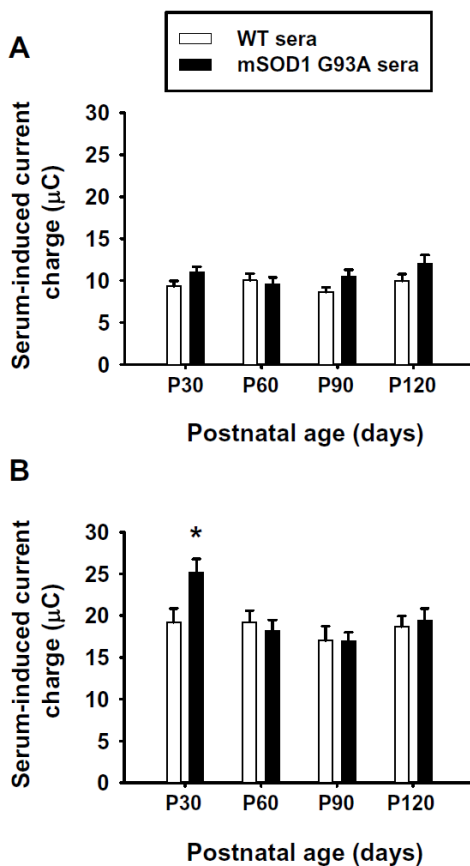 WT sera
mSOD1 G93A sera
A
Serum-induced current
charge (μC)
30
25
20
15
10
5
0
P30 P60 P90 P120
Postnatal age (days)
B
Serum-induced current
charge (μC)
30
25
20
15
10
5
0
*
P30 P60 P90 P120
Postnatal age (days)